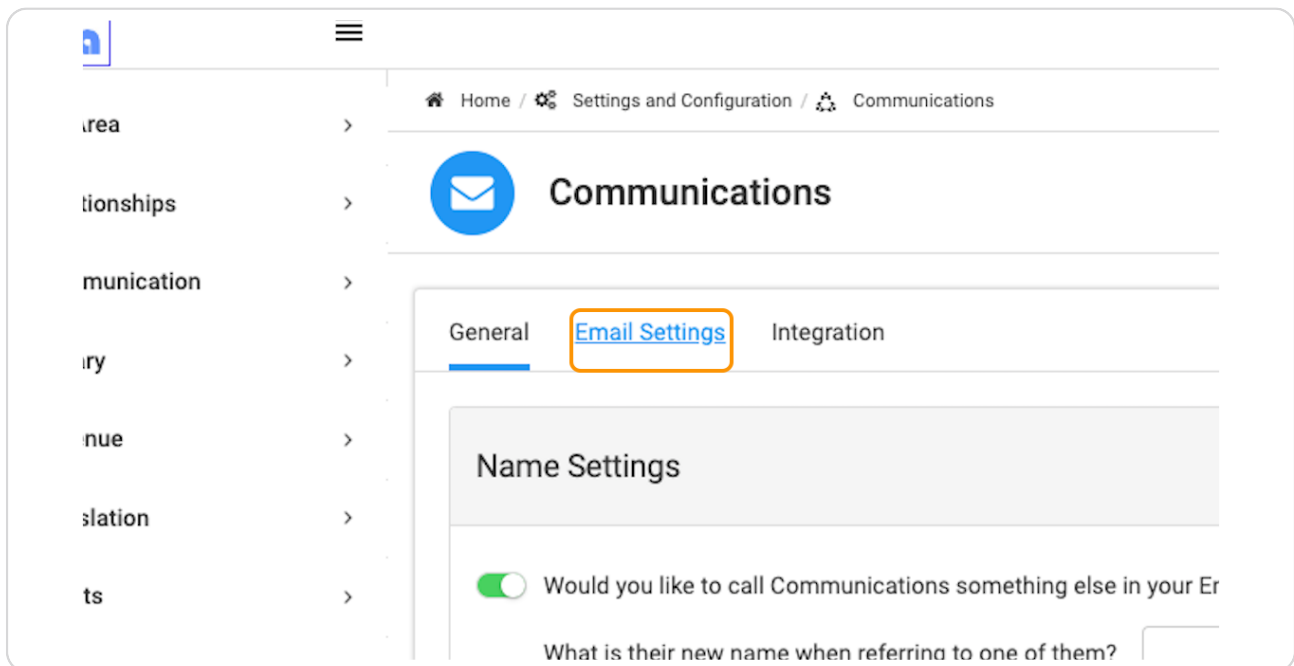 Home / Settings and Configuration / Communications
Communications
munication
General Email Settings Integration
Name Settings
Would you like to call Communications something else in your
What is their new name when referring to one of them?